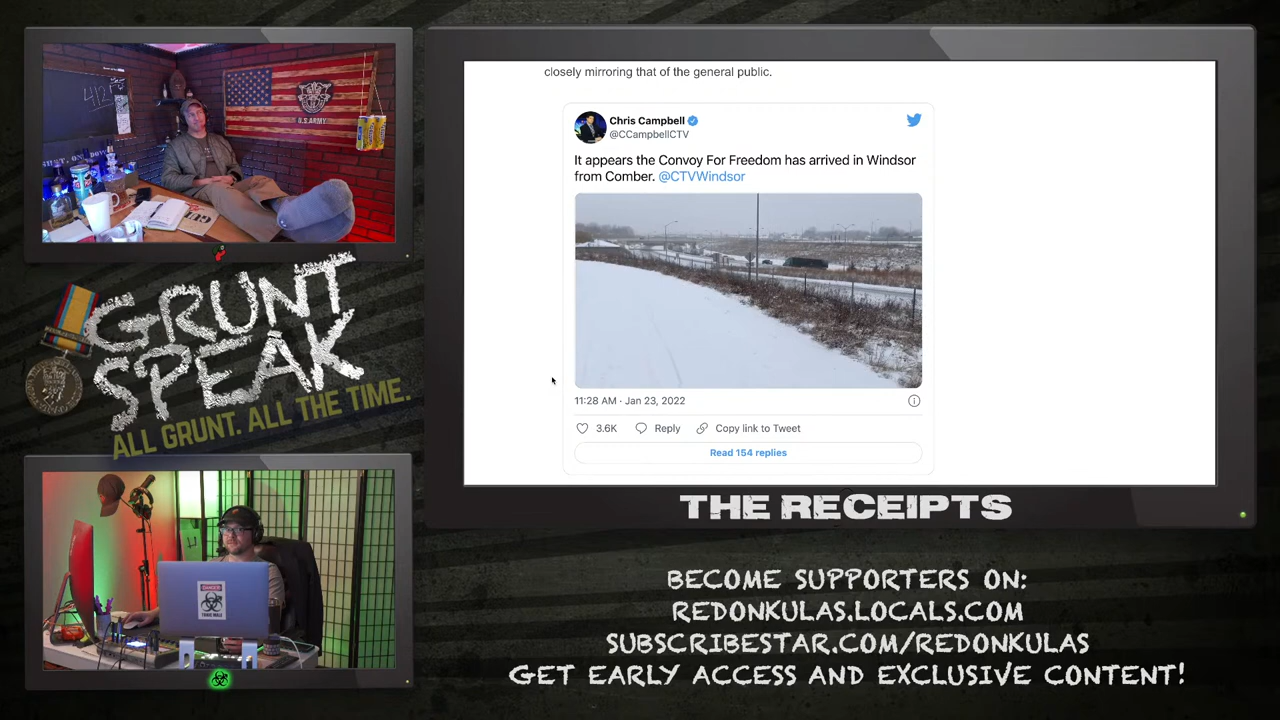 412
U.S. ARMY
GRUNT
SPEAK
ALL GRUNT. ALL THE TIME.
DANGER
closely mirroring that of the general public.
Chris Campbell
@CCampbellCTV
It appears the Convoy For Freedom has arrived in Windsor
from Comber. @CTVWindsor
11:28 AM · Jan 23, 2022
3.6K Reply Copy link to Tweet
Read 154 replies
THE RECEIPTS
BECOME SUPPORTERS ON:
REDONKULAS.LOCALS.COM
SUBSCRIBESTAR.COM/REDONKULAS
GET EARLY ACCESS AND EXCLUSIVE CONTENT!